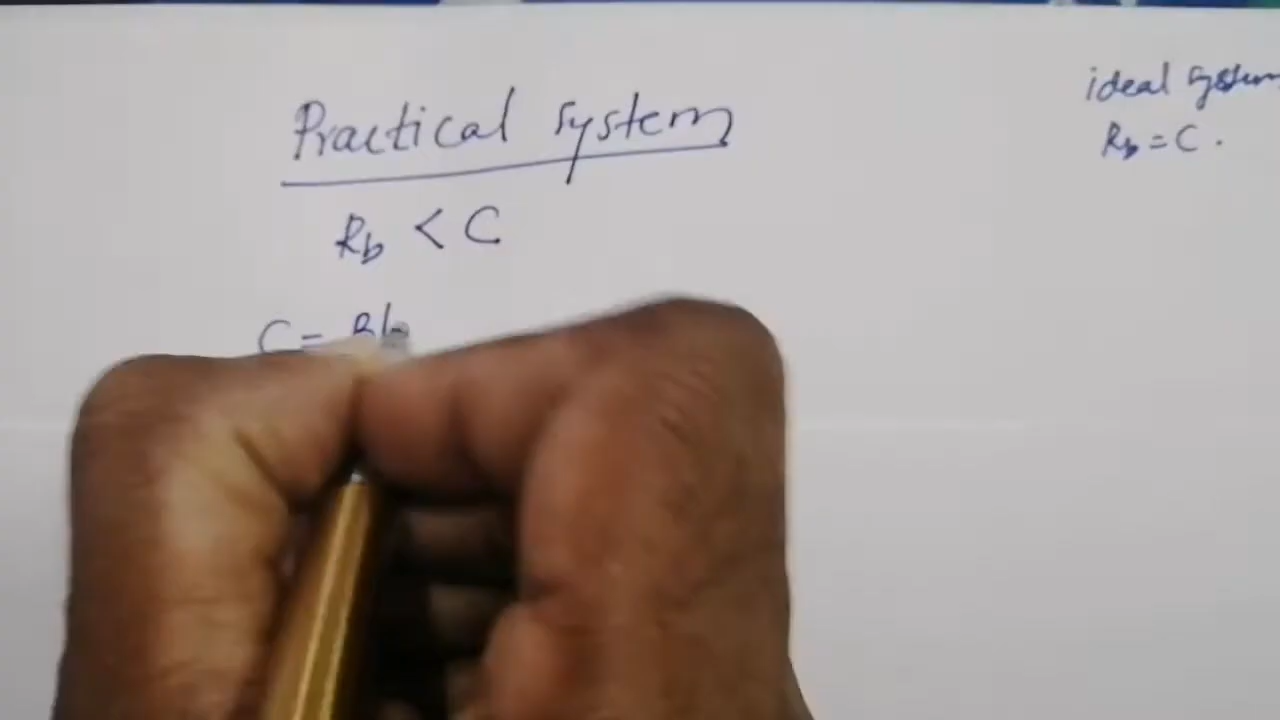 Practical system
Rb < C
C =
ideal system
Rb = C.